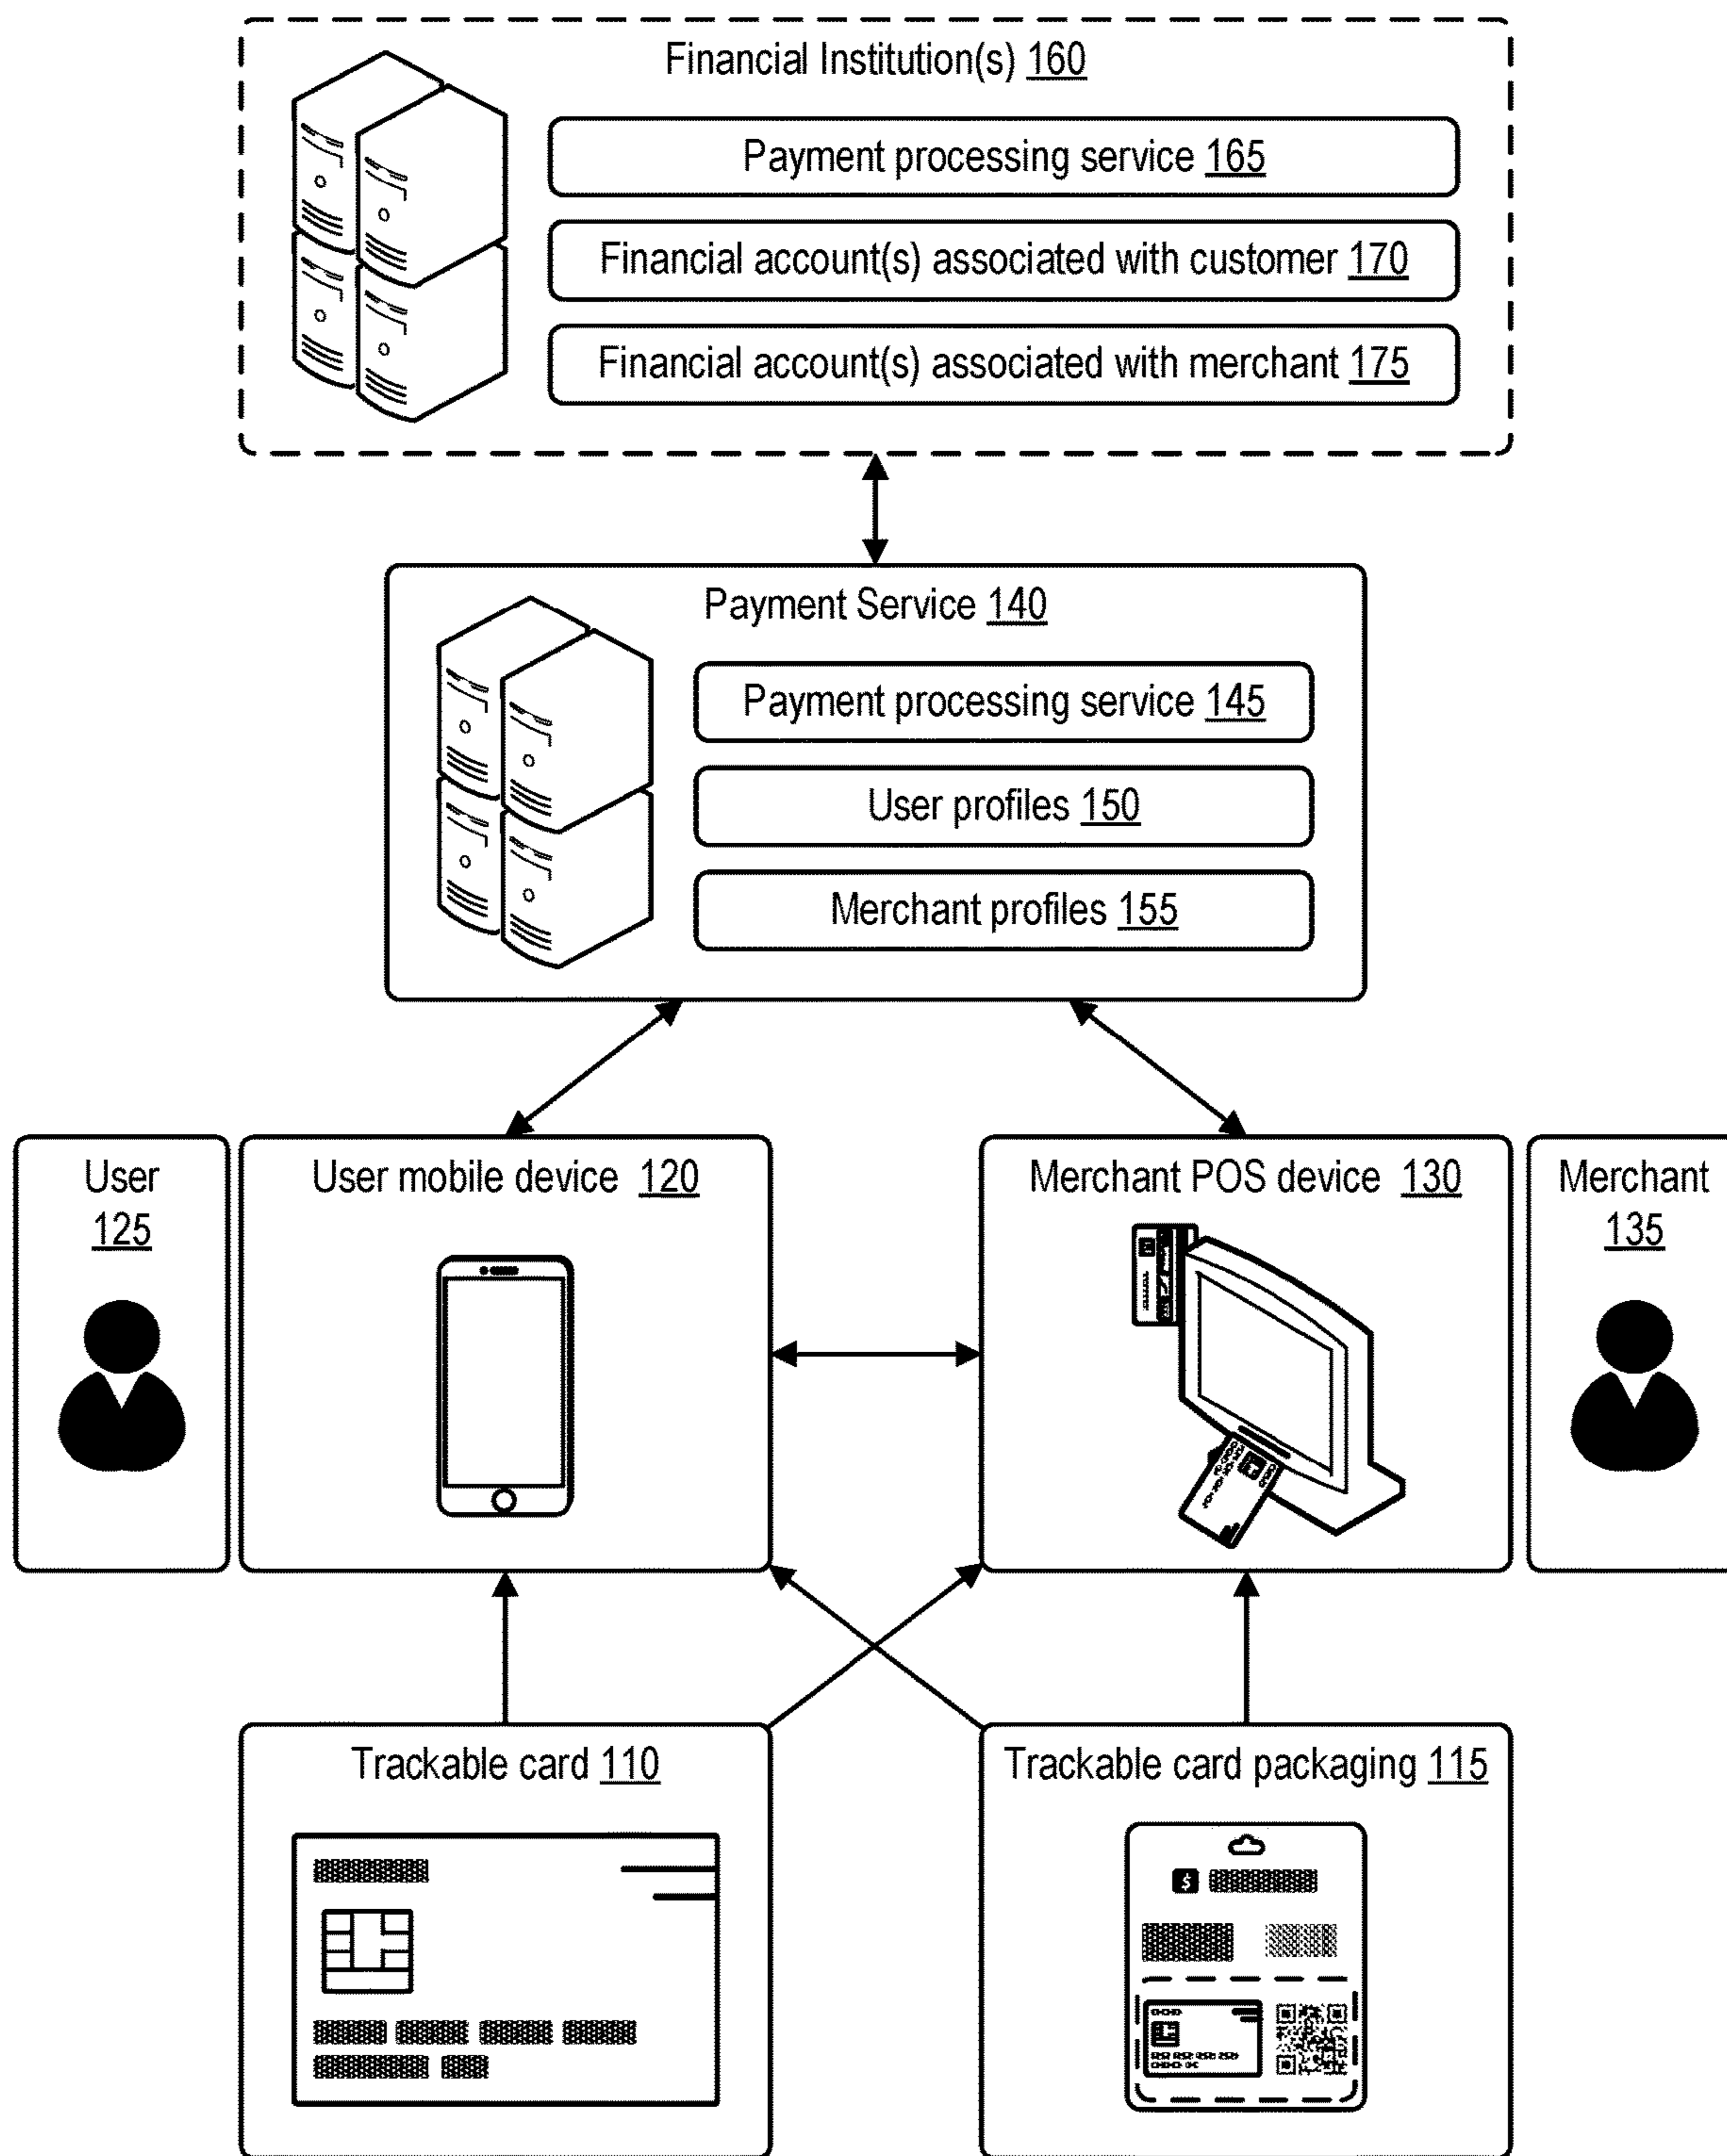 Financial Institution(s) 160
Payment processing service 165
Financial account(s) associated with customer 170
Financial account(s) associated with merchant 175
Payment Service 140
Payment processing service 145
User profiles 150
Merchant profiles 155
User
125
User mobile device 120
Merchant POS device 130
Merchant
135
Trackable card 110
Trackable card packaging 115
$